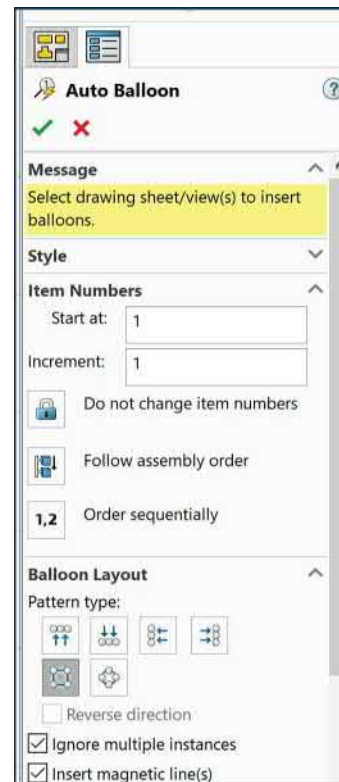 Auto Balloon
?
Message
Select drawing sheet/view(s) to insert
balloons.
Style
Item Numbers
Start at: 1
Increment: 1
Do not change item numbers
Follow assembly order
1,2 Order sequentially
Balloon Layout
Pattern type:
Reverse direction
Ignore multiple instances
Insert magnetic line(s)